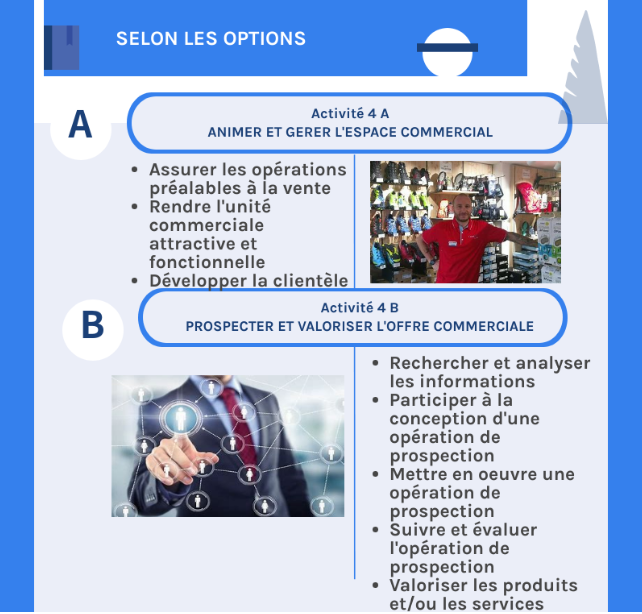 SELON LES OPTIONS
A
Activité 4 A
ANIMER ET GERER L'ESPACE COMMERCIAL
• Assurer les opérations
préalables à la vente
• Rendre l'unité
commerciale
attractive et
fonctionnelle
• Développer la clientèle
B
Activité 4 B
PROSPECTER ET VALORISER L'OFFRE COMMERCIALE
• Rechercher et analyser
les informations
• Participer à la
conception d'une
opération de
prospection
• Mettre en oeuvre une
opération de
prospection
• Suivre et évaluer
l'opération de
prospection
• Valoriser les produits
et/ou les services